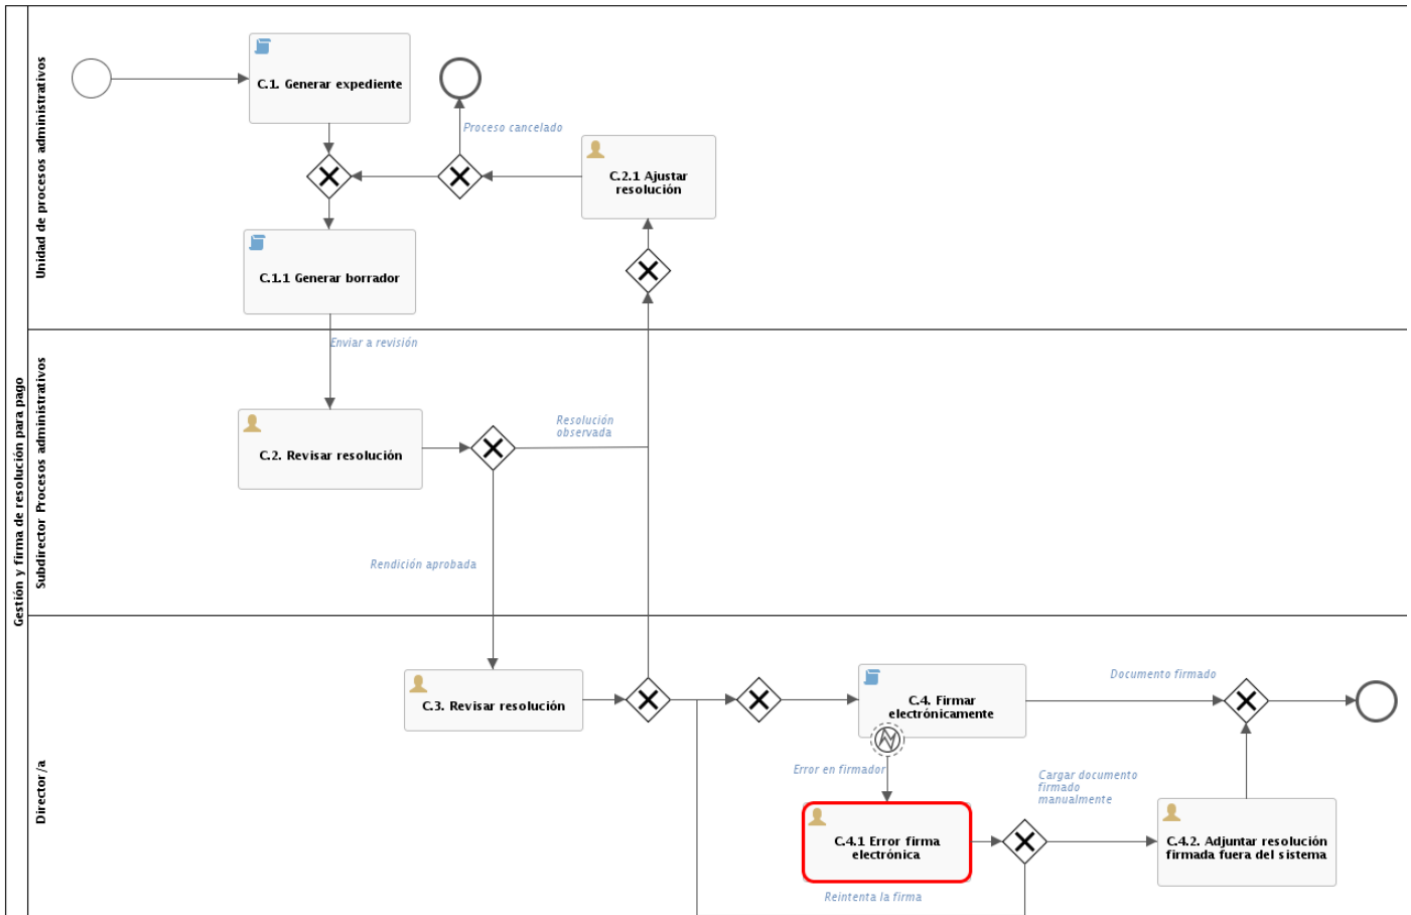 Gestión y firma de resolución para pago
Unidad de procesos administrativos
C.1. Generar expediente
Proceso cancelado
C.2.1 Ajustar
resolución
C.1.1 Generar borrador
Enviar a revisión
Subdirector Procesos administrativos
C.2. Revisar resolución
Resolución
observada
Rendición aprobada
Director/a
C.3. Revisar resolución
C.4. Firmar
electrónicamente
Documento firmado
Error en firmador
Cargar documento
firmado
manualmente
C.4.1 Error firma
electrónica
C.4.2. Adjuntar resolución
firmada fuera del sistema
Reintenta la firma